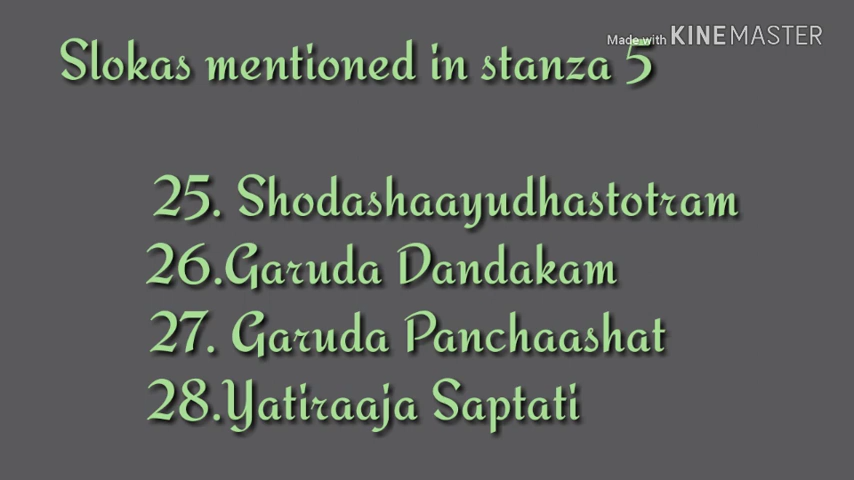 Made with KINEMASTER
Slokas mentioned in stanza 5
25. Shodashaayudhastotram
26.Garuda Dandakam
27. Garuda Panchaashat
28.Yatiraaja Saptati